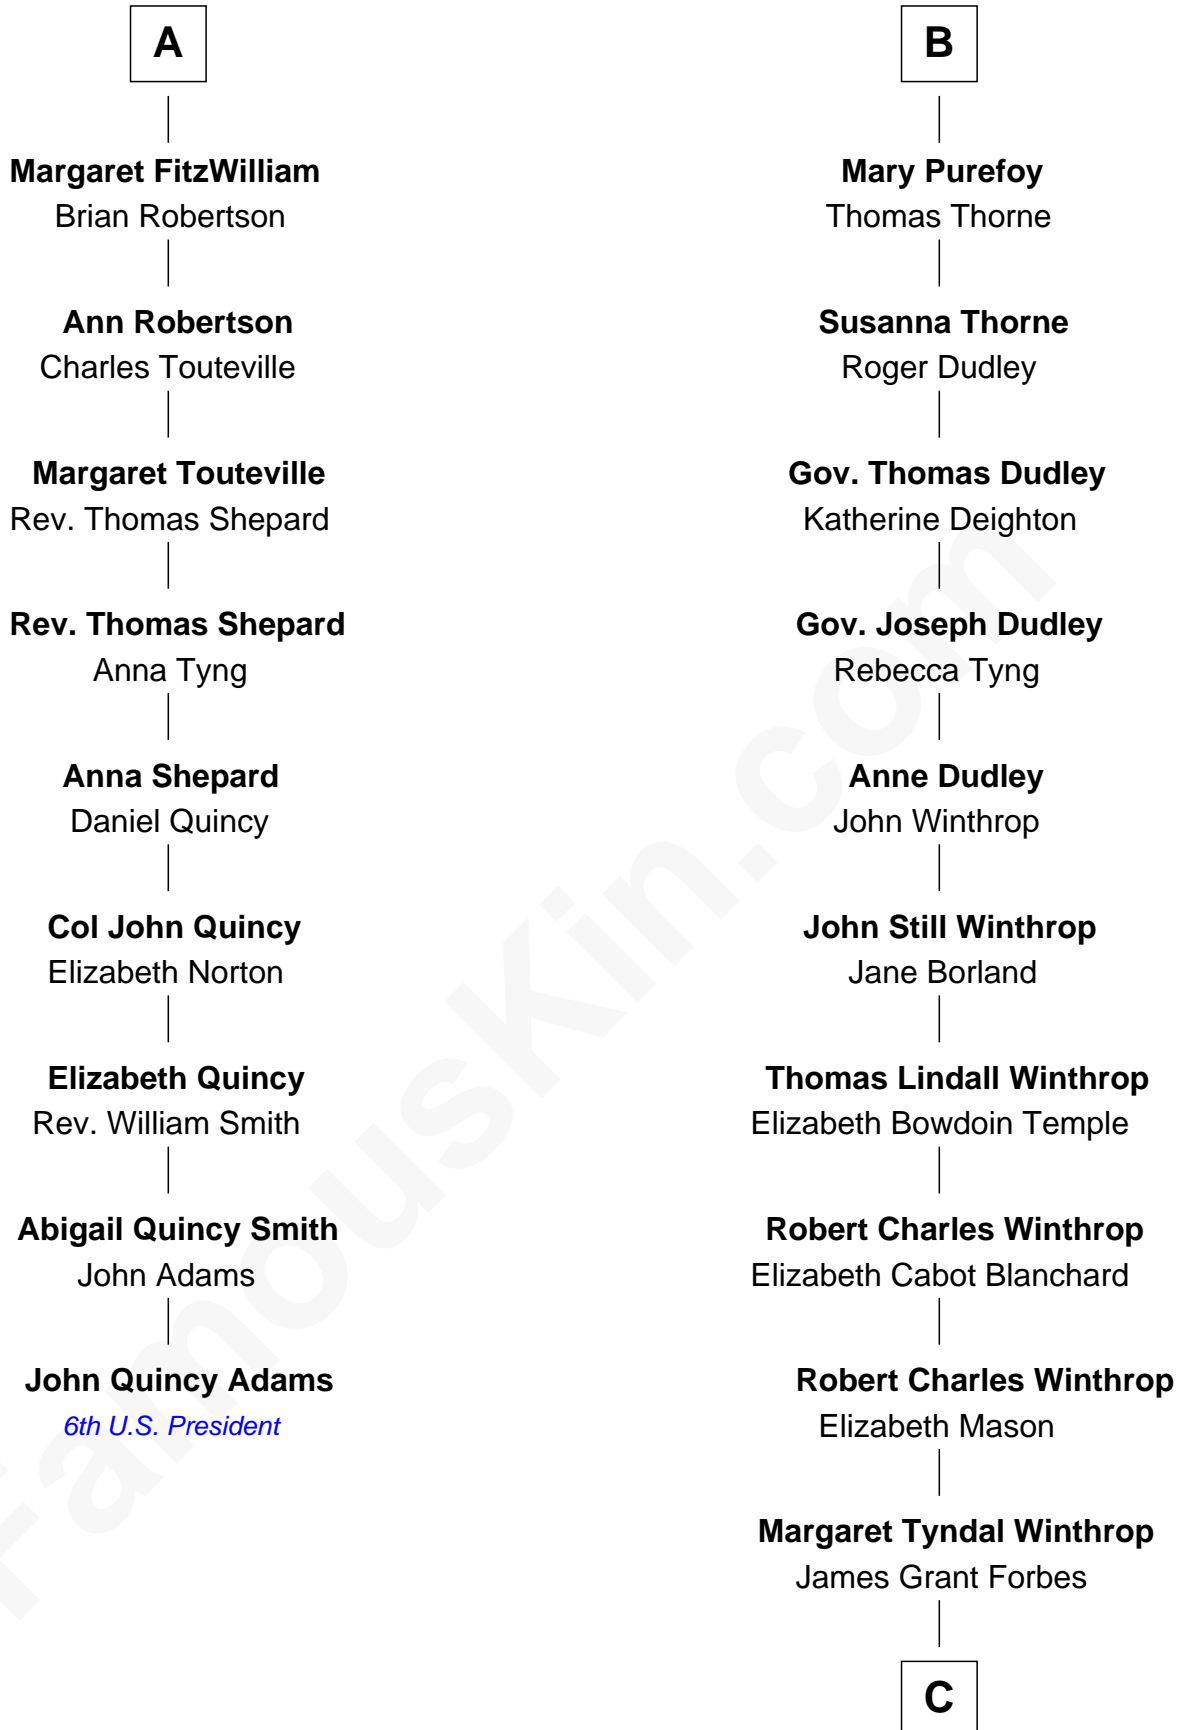 A
Margaret FitzWilliam
Brian Robertson
Ann Robertson
Charles Touteville
Margaret Touteville
Rev. Thomas Shepard
Rev. Thomas Shepard
Anna Tyng
Anna Shepard
Daniel Quincy
Col John Quincy
Elizabeth Norton
Elizabeth Quincy
Rev. William Smith
Abigail Quincy Smith
John Adams
John Quincy Adams
6th U.S. President
B
Mary Purefoy
Thomas Thorne
Susanna Thorne
Roger Dudley
Gov. Thomas Dudley
Katherine Deighton
Gov. Joseph Dudley
Rebecca Tyng
Anne Dudley
John Winthrop
John Still Winthrop
Jane Borland
Thomas Lindall Winthrop
Elizabeth Bowdoin Temple
Robert Charles Winthrop
Elizabeth Cabot Blanchard
Robert Charles Winthrop
Elizabeth Mason
Margaret Tyndal Winthrop
James Grant Forbes
C
FamousKin.com